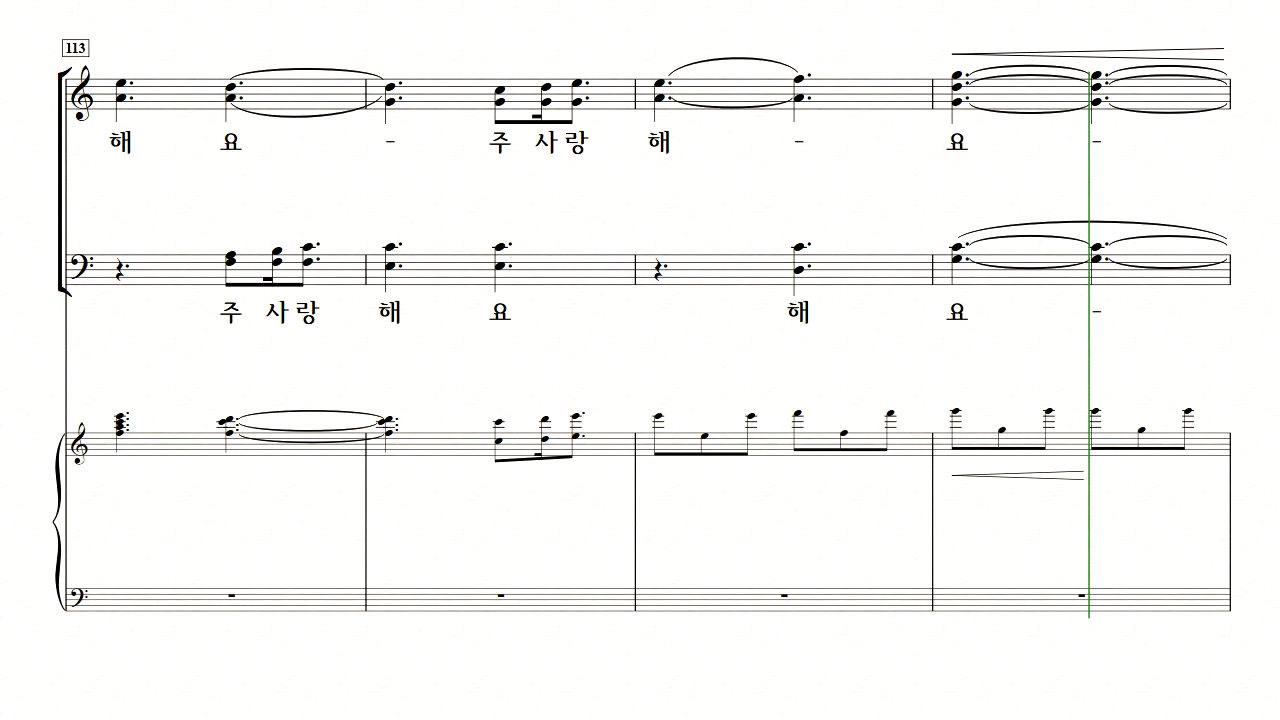 113
해 요 - 주 사 랑 해 - 요 -
주 사 랑 해 요 해 요 -